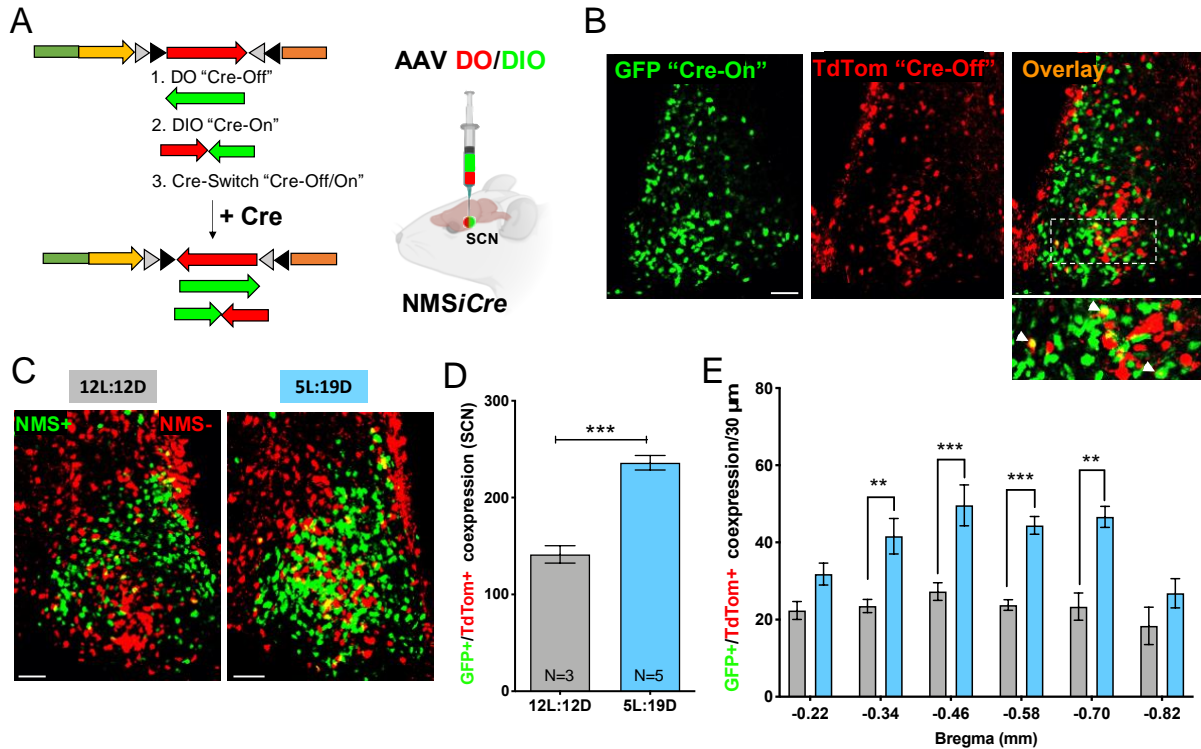 A
1. DO “Cre-Off”
2. DIO “Cre-On”
3. Cre-Switch “Cre-Off/On”
+ Cre
AAV DO/DIO
SCN
NMSiCre
B
GFP “Cre-On”
TdTom “Cre-Off”
Overlay
C
12L:12D
5L:19D
NMS+
NMS-
D
GFP+/TdTom+ coexpression (SCN)
300
200
100
0
***
N=3
N=5
12L:12D
5L:19D
E
GFP+/TdTom+ coexpression/30 µm
80
60
40
20
0
**
***
***
**
-0.22
-0.34
-0.46
-0.58
-0.70
-0.82
Bregma (mm)